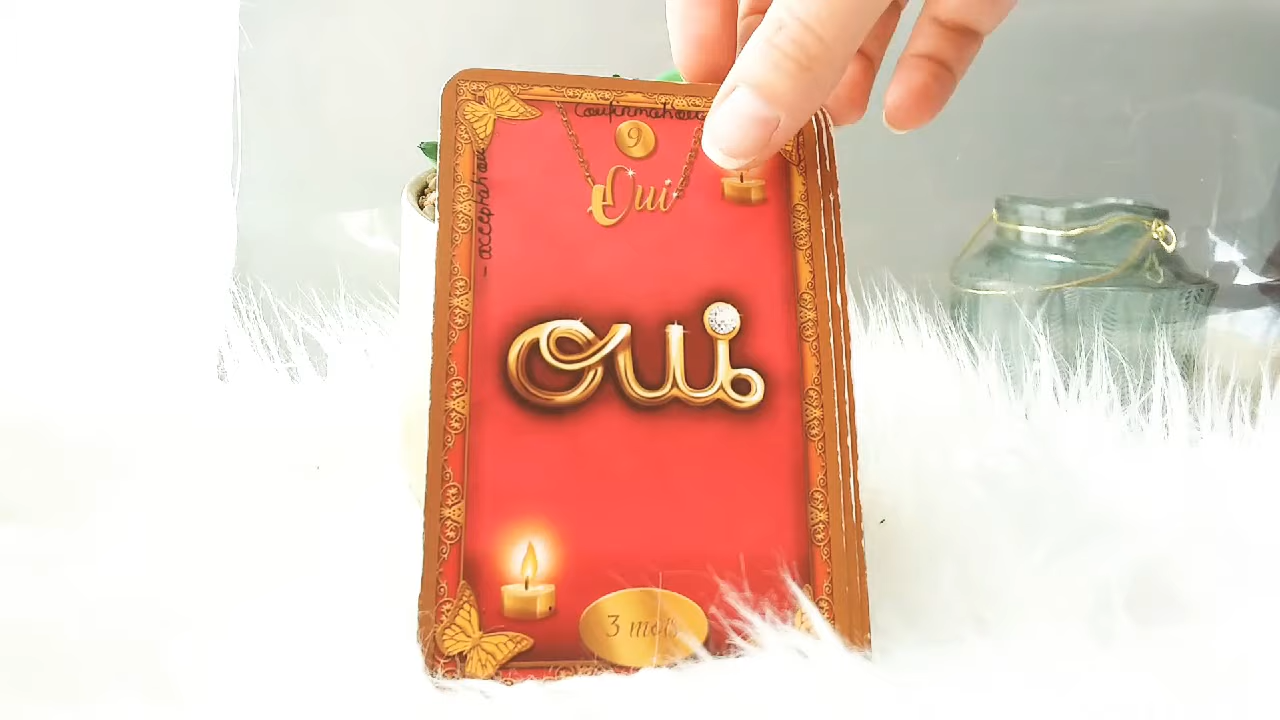 Confirmation
9
Oui
- acceptation
oui
3 mois